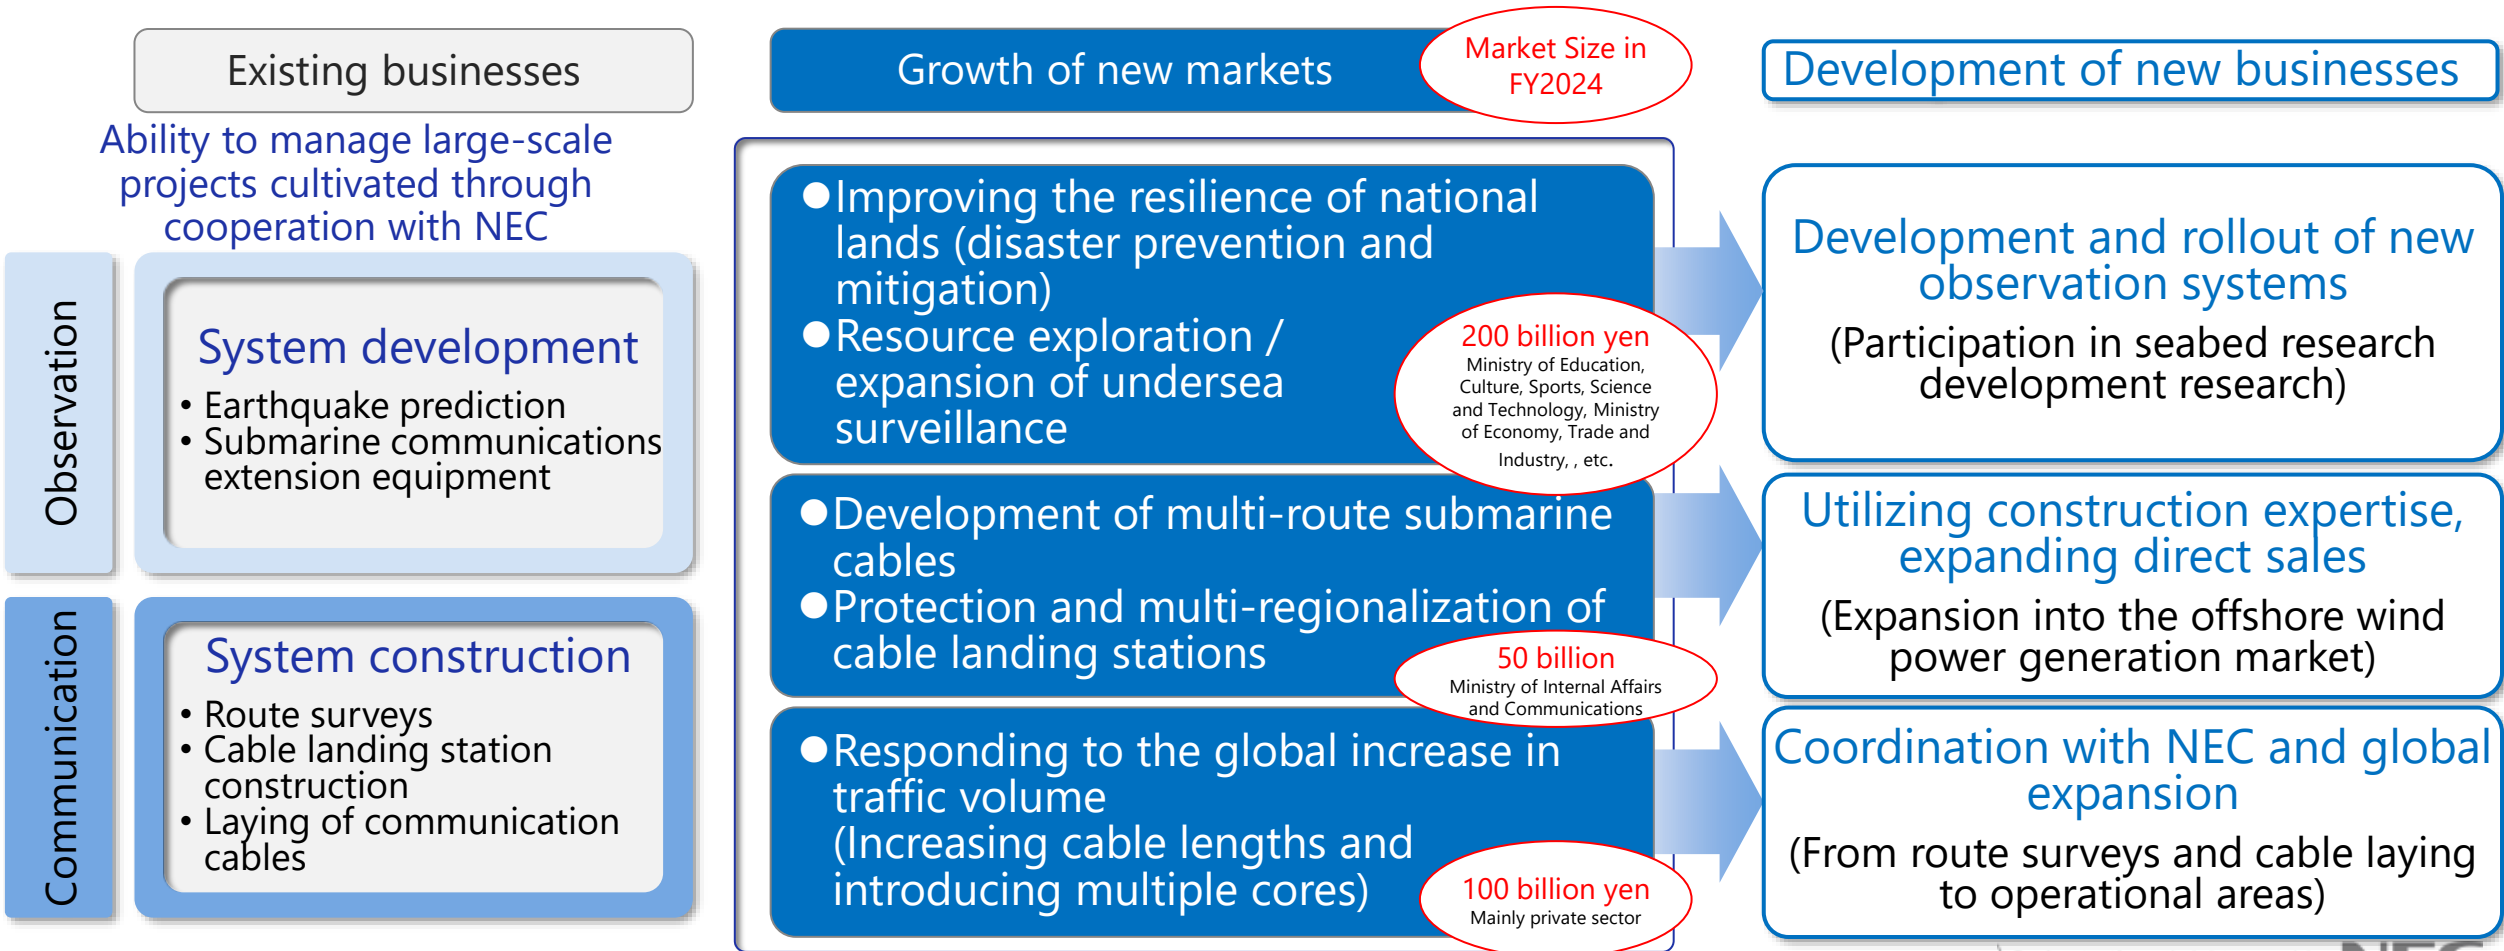 Existing businesses
Ability to manage large-scale
projects cultivated through
cooperation with NEC
Observation
System development
• Earthquake prediction
• Submarine communications
extension equipment
Communication
System construction
• Route surveys
• Cable landing station
construction
• Laying of communication
cables
Growth of new markets
Market Size in
FY2024
●Improving the resilience of national
lands (disaster prevention and
mitigation)
●Resource exploration /
expansion of undersea
surveillance
200 billion yen
Ministry of Education,
Culture, Sports, Science
and Technology, Ministry
of Economy, Trade and
Industry, , etc.
●Development of multi-route submarine
cables
●Protection and multi-regionalization of
cable landing stations
50 billion
Ministry of Internal Affairs
and Communications
●Responding to the global increase in
traffic volume
(Increasing cable lengths and
introducing multiple cores)
100 billion yen
Mainly private sector
Development of new businesses
Development and rollout of new
observation systems
(Participation in seabed research
development research)
Utilizing construction expertise,
expanding direct sales
(Expansion into the offshore wind
power generation market)
Coordination with NEC and global
expansion
(From route surveys and cable laying
to operational areas)
NEC